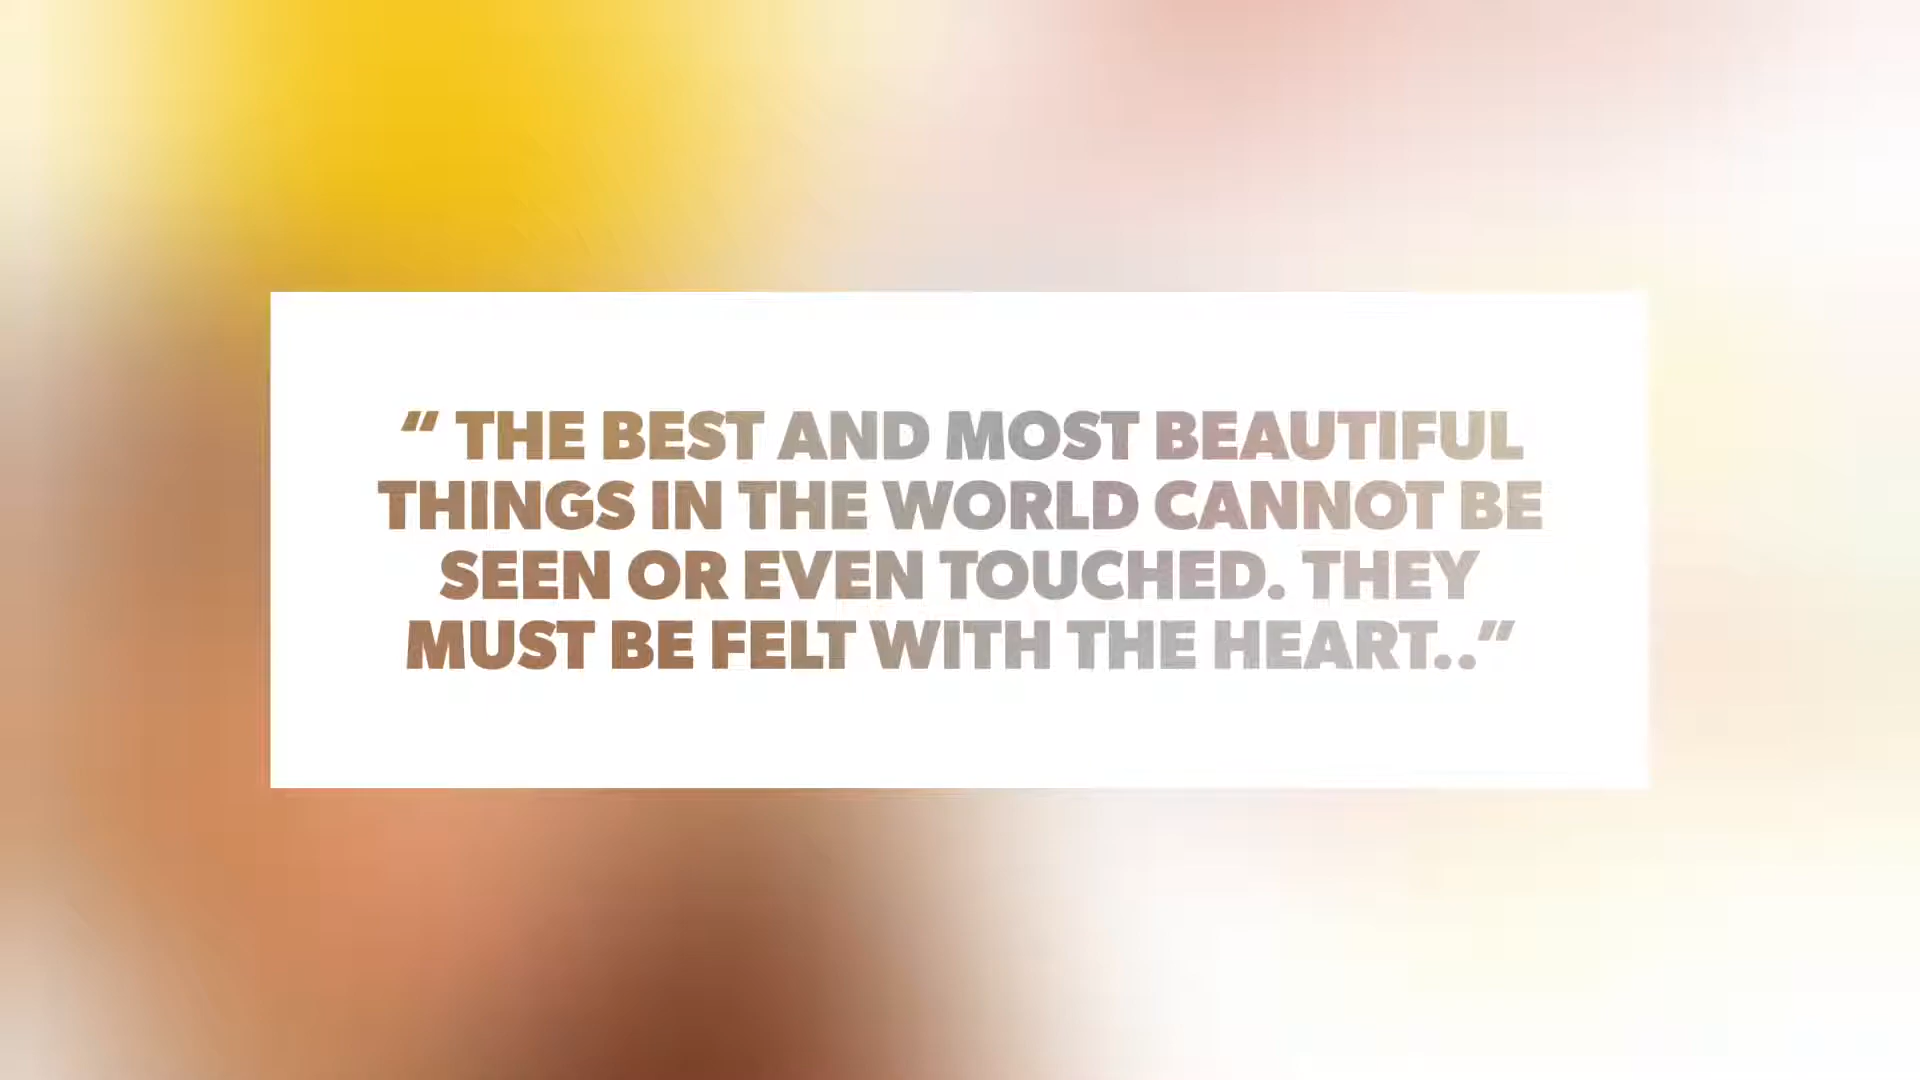 “ THE BEST AND MOST BEAUTIFUL
THINGS IN THE WORLD CANNOT BE
SEEN OR EVEN TOUCHED. THEY
MUST BE FELT WITH THE HEART..”